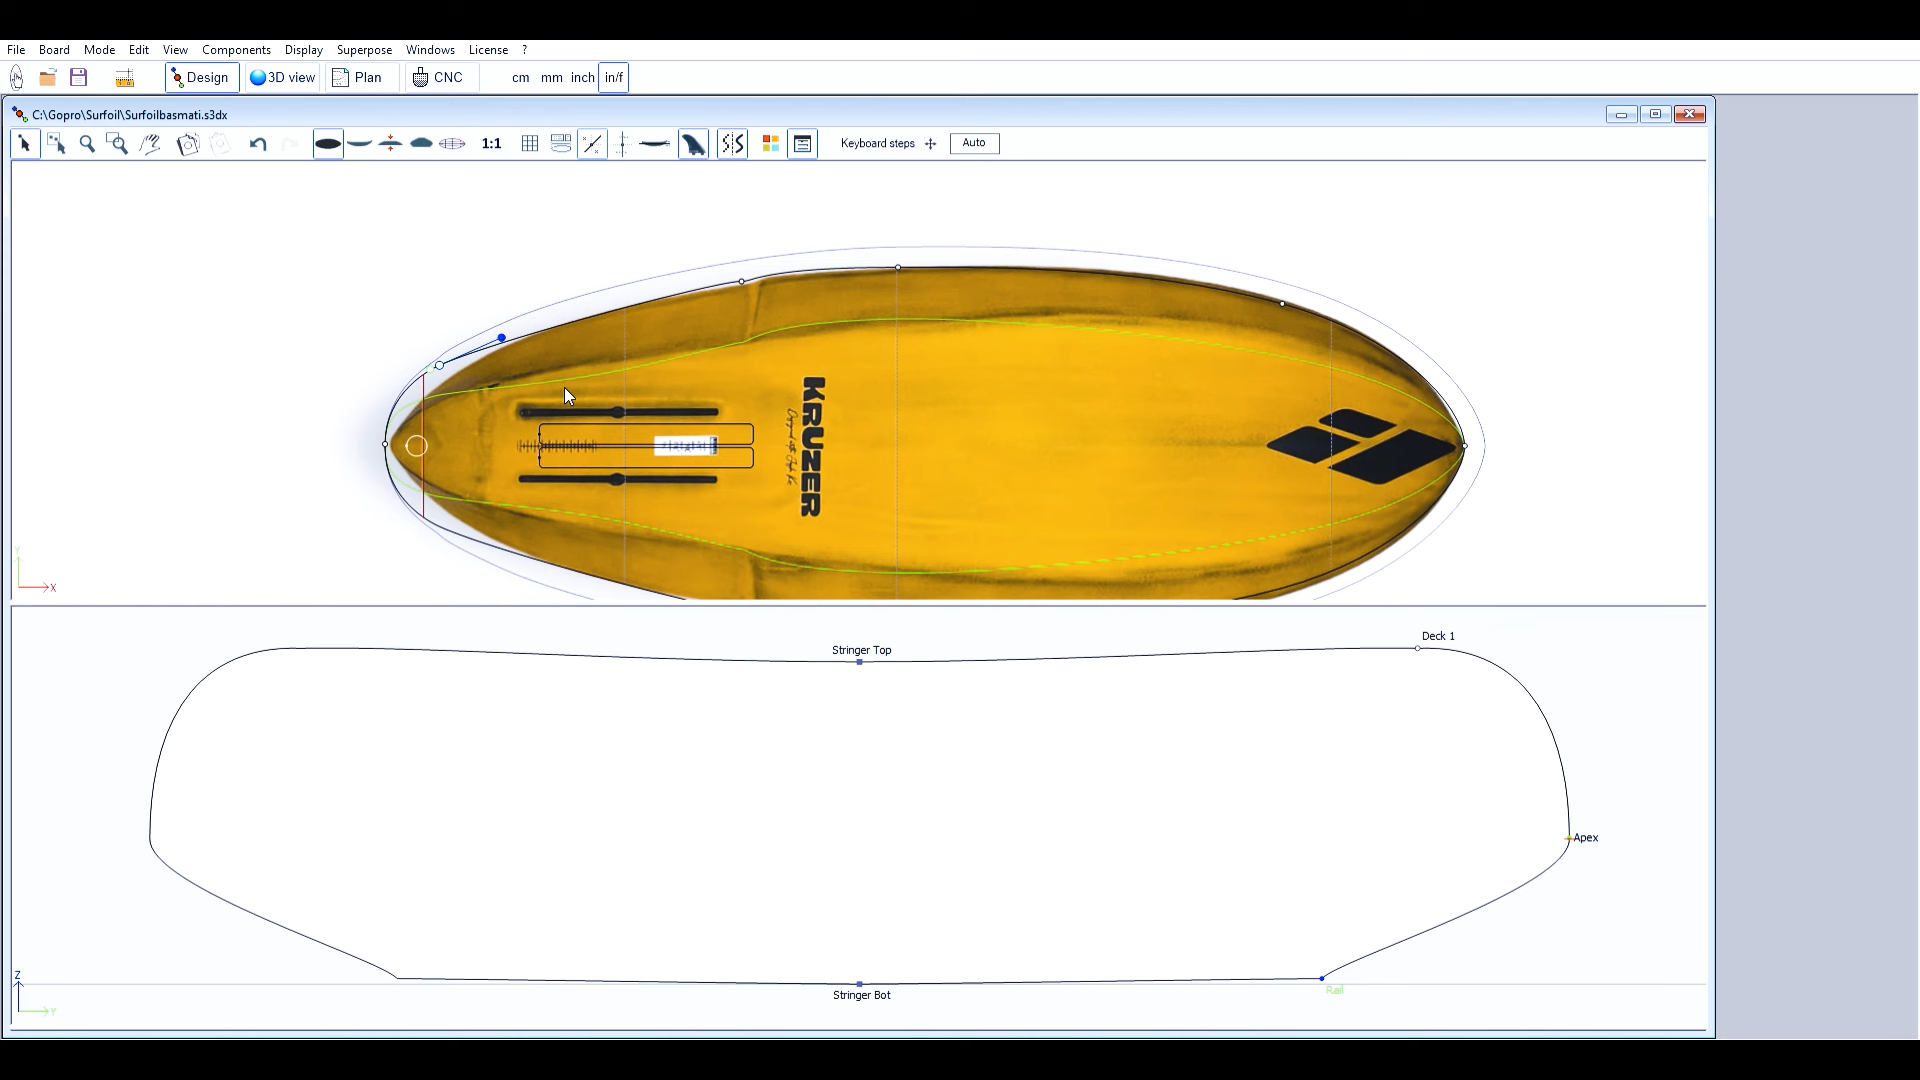 File Board Mode Edit View Components Display Superpose Windows License ?
Design 3D view Plan CNC cm mm inch in/f
C:\Gopro\Surfoil\Surfoilbasmati.s3dx
1:1 Keyboard steps Auto
KRUZER
Y
X
Stringer Top
Deck 1
Apex
Z
Stringer Bot
Rail
Y